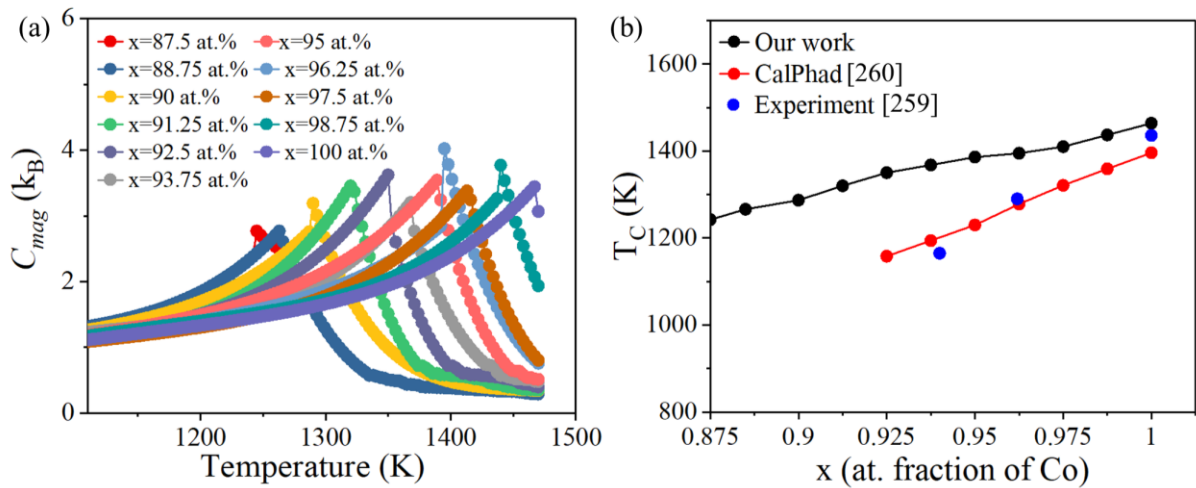 (a)
6
4
2
0
C_mag (k_B)
x=87.5 at.% x=95 at.%
x=88.75 at.% x=96.25 at.%
x=90 at.% x=97.5 at.%
x=91.25 at.% x=98.75 at.%
x=92.5 at.% x=100 at.%
x=93.75 at.%
1200 1300 1400 1500
Temperature (K)
(b)
1600
1400
1200
1000
800
T_C (K)
Our work
CalPhad [260]
Experiment [259]
0.875 0.9 0.925 0.95 0.975 1
x (at. fraction of Co)